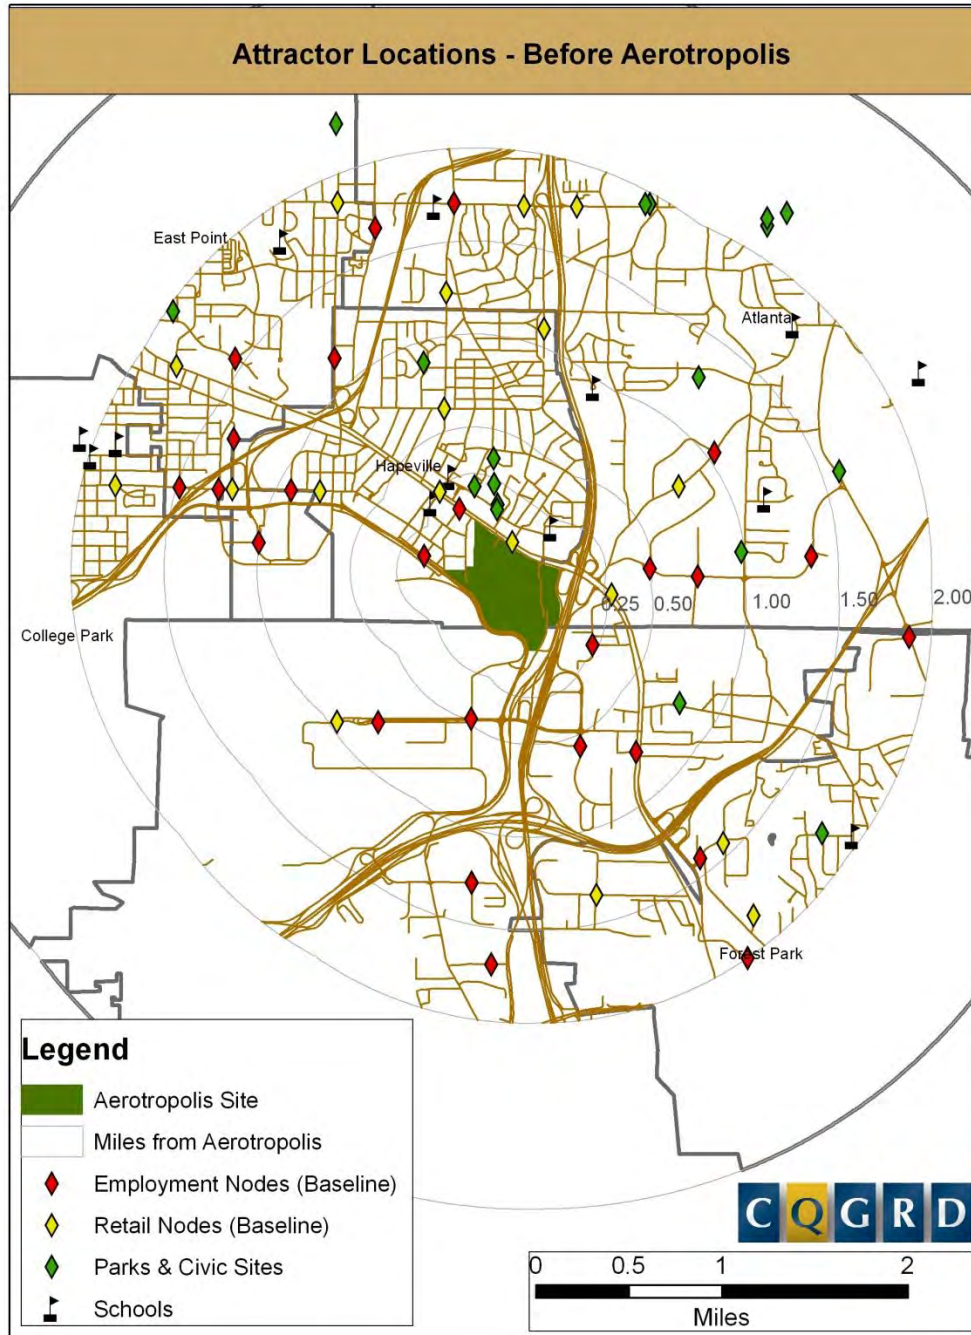 Attractor Locations - Before Aerotropolis
East Point
Atlanta
Hapeville
0.25 0.50 1.00 1.50 2.00
College Park
Forest Park
Legend
Aerotropolis Site
Miles from Aerotropolis
Employment Nodes (Baseline)
Retail Nodes (Baseline)
Parks & Civic Sites
Schools
CQGRD
0 0.5 1 2
Miles